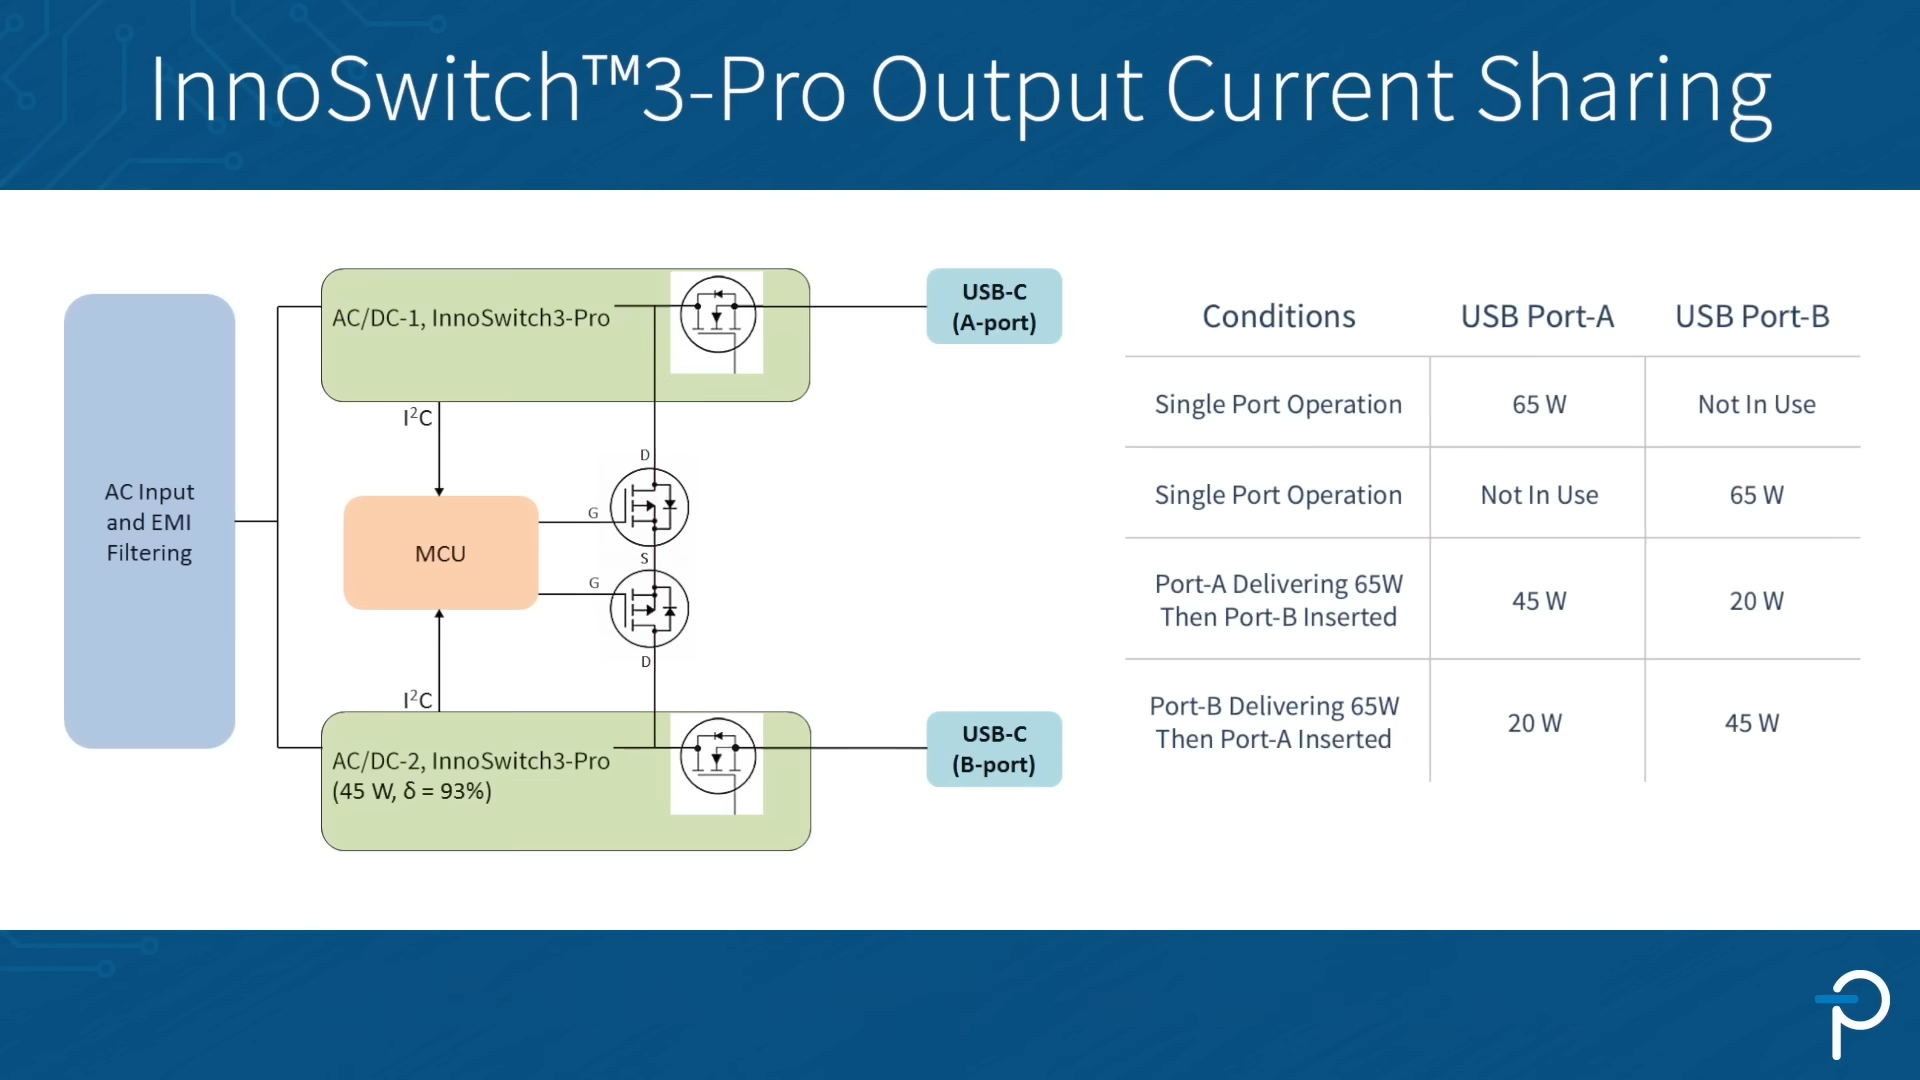 InnoSwitch™3-Pro Output Current Sharing
AC Input
and EMI
Filtering
AC/DC-1, InnoSwitch3-Pro
I²C
MCU
I²C
AC/DC-2, InnoSwitch3-Pro
(45 W, δ = 93%)
D
G
S
G
D
USB-C
(A-port)
USB-C
(B-port)
Conditions USB Port-A USB Port-B
Single Port Operation 65 W Not In Use
Single Port Operation Not In Use 65 W
Port-A Delivering 65W
Then Port-B Inserted 45 W 20 W
Port-B Delivering 65W
Then Port-A Inserted 20 W 45 W